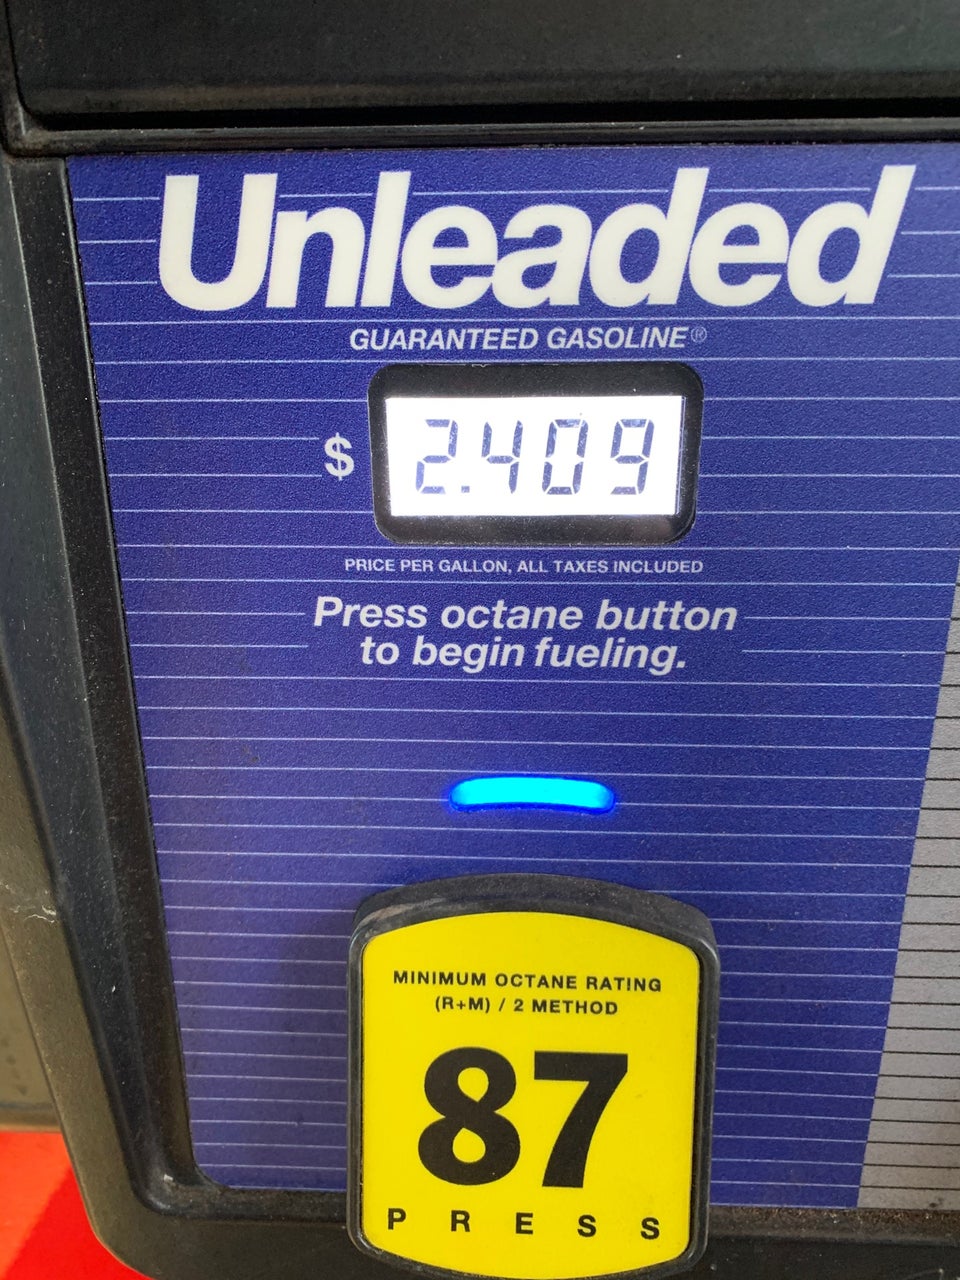 Unleaded
GUARANTEED GASOLINE®
$ 2.409
PRICE PER GALLON, ALL TAXES INCLUDED
Press octane button
to begin fueling.
MINIMUM OCTANE RATING
(R+M) / 2 METHOD
87
PRESS